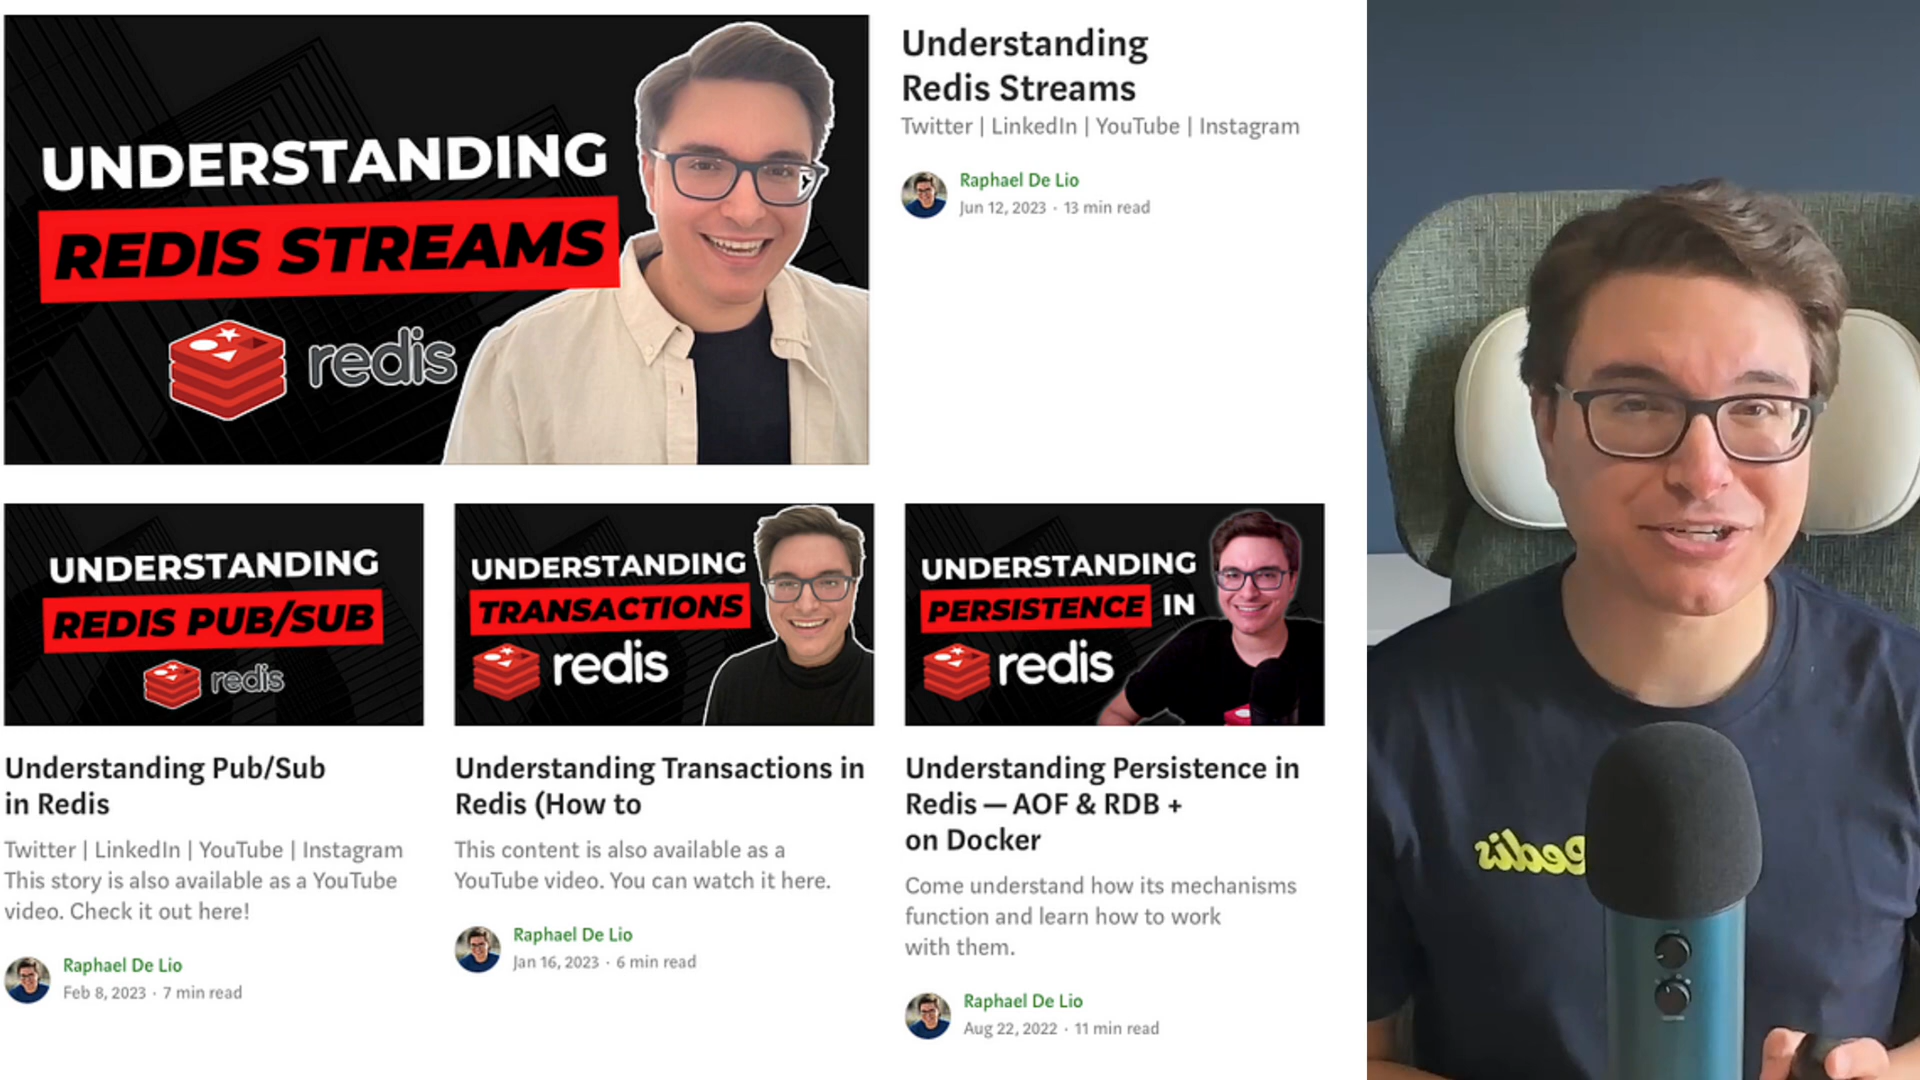 UNDERSTANDING
REDIS STREAMS
redis
Understanding
Redis Streams
Twitter | LinkedIn | YouTube | Instagram
Raphael De Lio
Jun 12, 2023 · 13 min read
UNDERSTANDING
REDIS PUB/SUB
redis
Understanding Pub/Sub
in Redis
Twitter | LinkedIn | YouTube | Instagram
This story is also available as a YouTube
video. Check it out here!
Raphael De Lio
Feb 8, 2023 · 7 min read
UNDERSTANDING
TRANSACTIONS
redis
Understanding Transactions in
Redis (How to
This content is also available as a
YouTube video. You can watch it here.
Raphael De Lio
Jan 16, 2023 · 6 min read
UNDERSTANDING
PERSISTENCE IN
redis
Understanding Persistence in
Redis — AOF & RDB +
on Docker
Come understand how its mechanisms
function and learn how to work
with them.
Raphael De Lio
Aug 22, 2022 · 11 min read
Redis